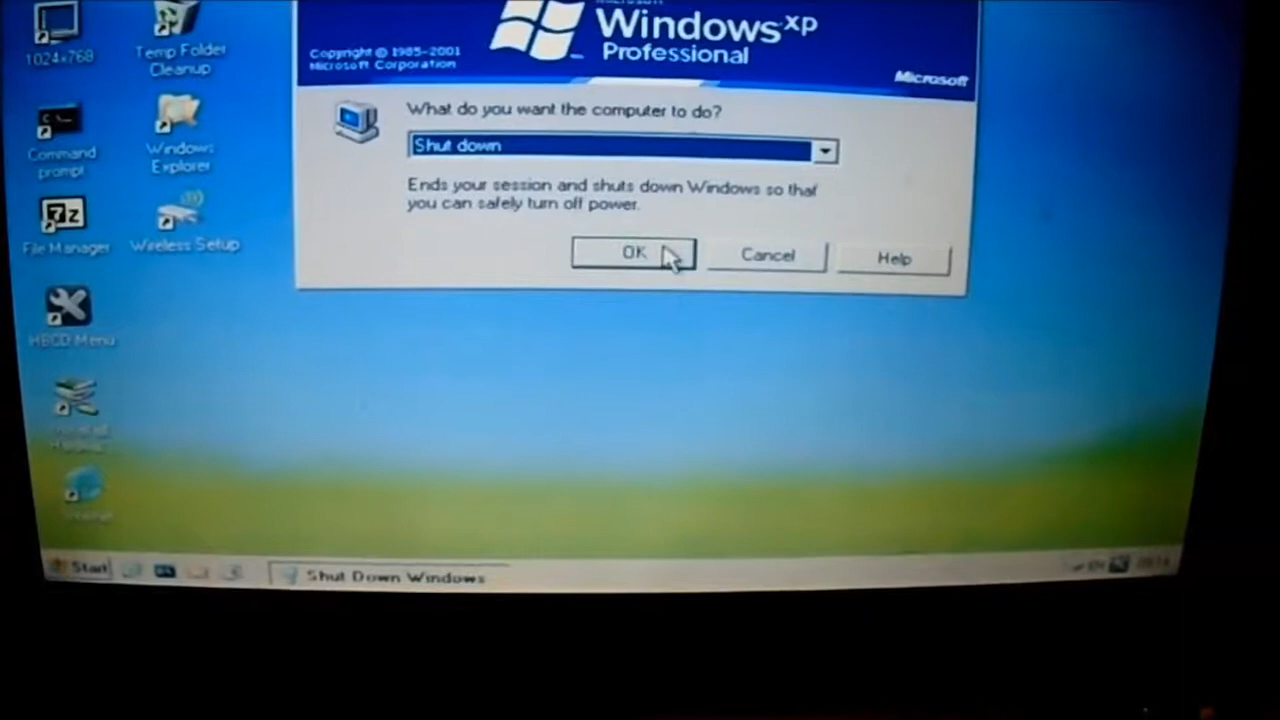 Windows xp
Professional
Copyright © 1985-2001
Microsoft Corporation
Microsoft
What do you want the computer to do?
Shut down
Ends your session and shuts down Windows so that
you can safely turn off power.
OK
Cancel
Help
1024x768
Temp Folder
Cleanup
Command
prompt
Windows
Explorer
File Manager
Wireless Setup
HBCD Menu
Start
Shut Down Windows
EN